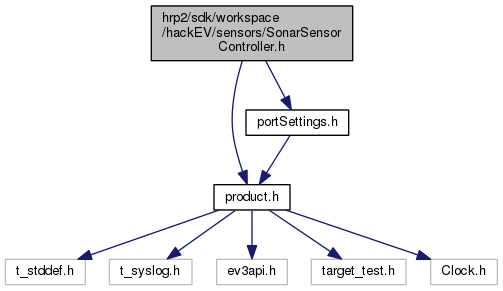 hrp2/sdk/workspace
/hackEV/sensors/SonarSensor
Controller.h
portSettings.h
product.h
t_stddef.h
t_syslog.h
ev3api.h
target_test.h
Clock.h